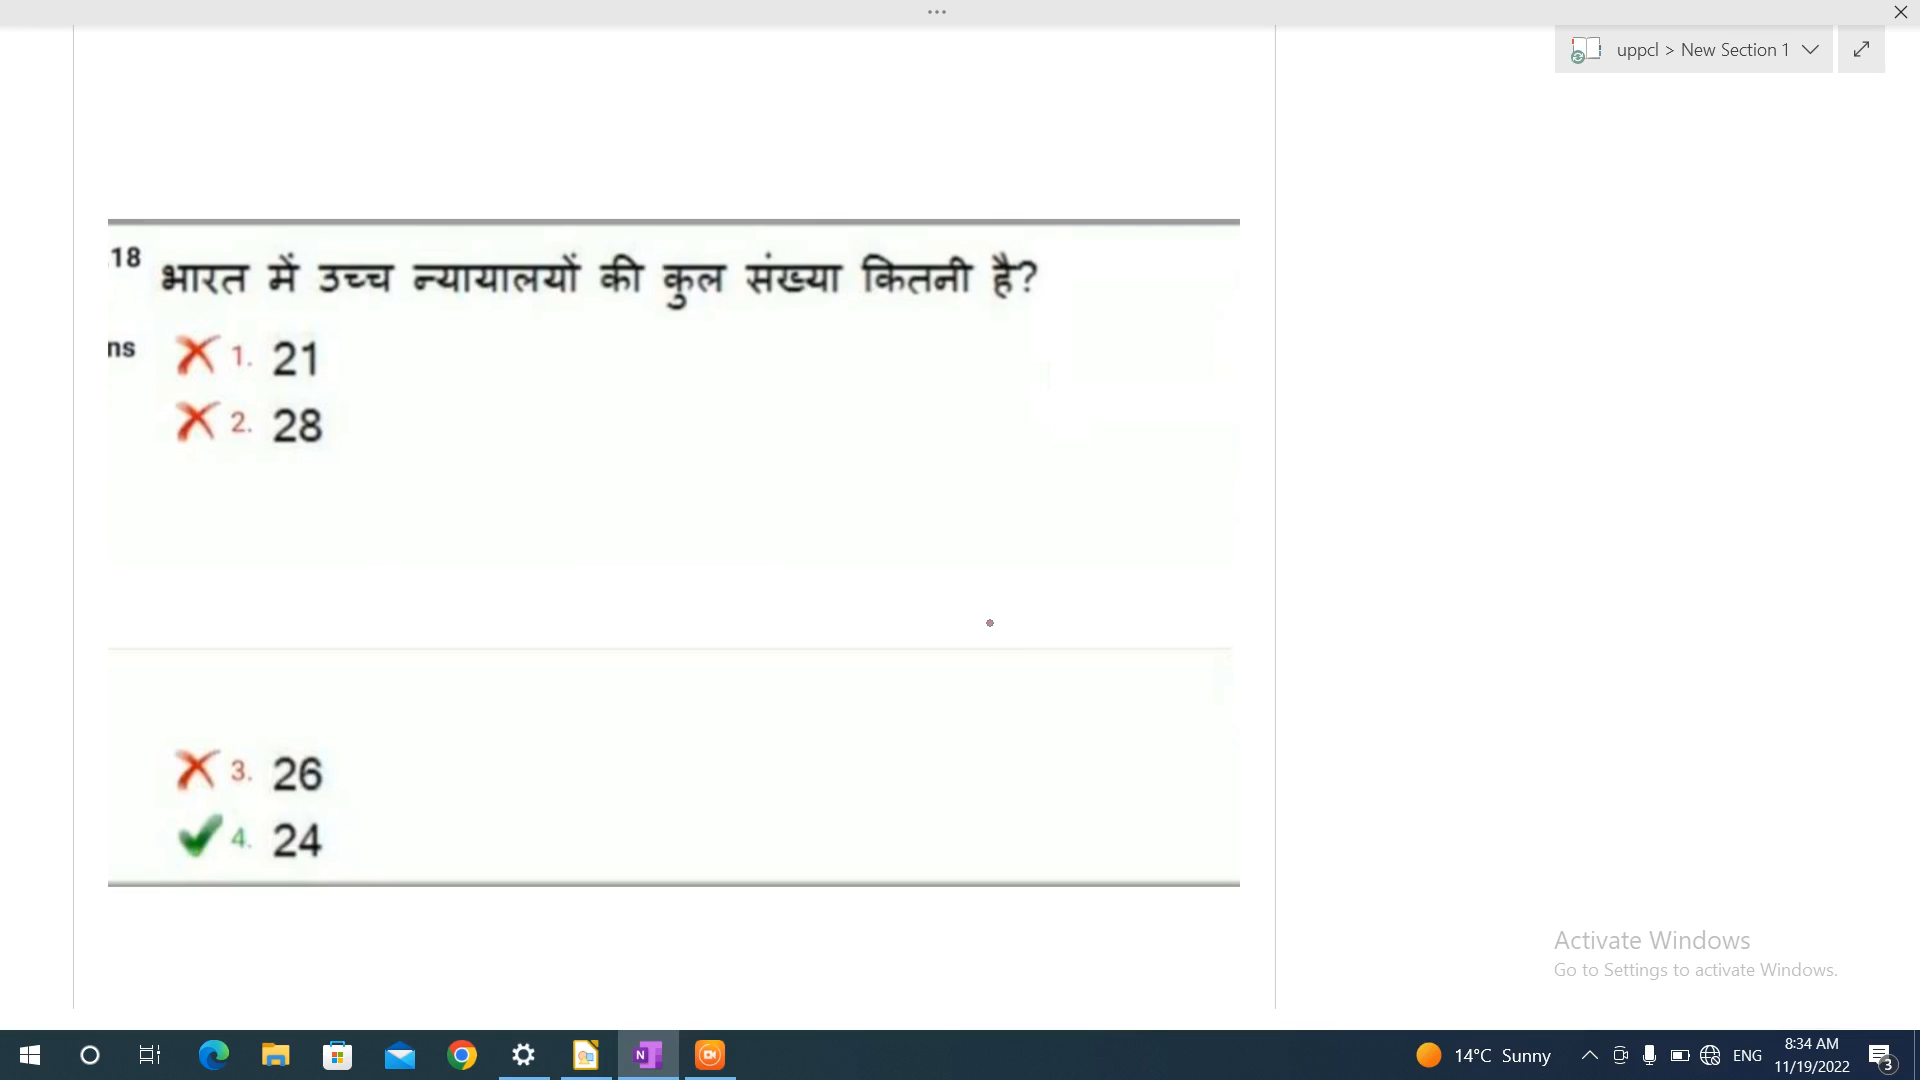 uppcl > New Section 1
.18 भारत में उच्च न्यायालयों की कुल संख्या कितनी है?
ns 1. 21
2. 28
3. 26
4. 24
Activate Windows
Go to Settings to activate Windows.
14°C Sunny
ENG
8:34 AM
11/19/2022
3